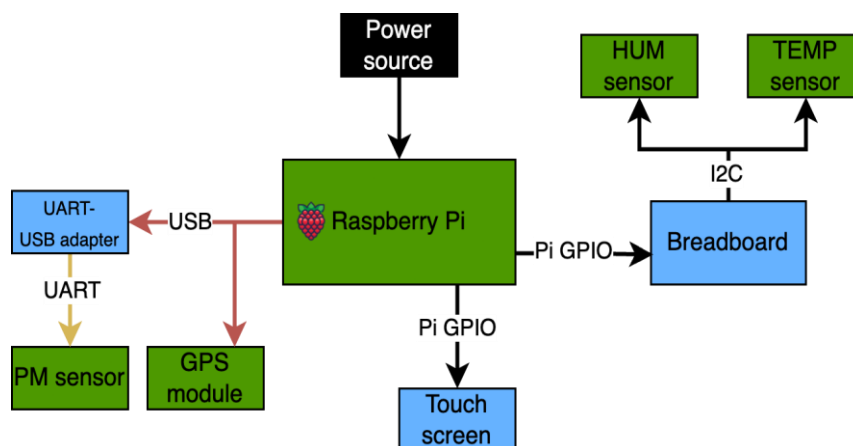 Power
source
HUM
sensor
TEMP
sensor
I2C
UART-
USB adapter
USB
Raspberry Pi
Pi GPIO
Breadboard
UART
Pi GPIO
PM sensor
GPS
module
Touch
screen